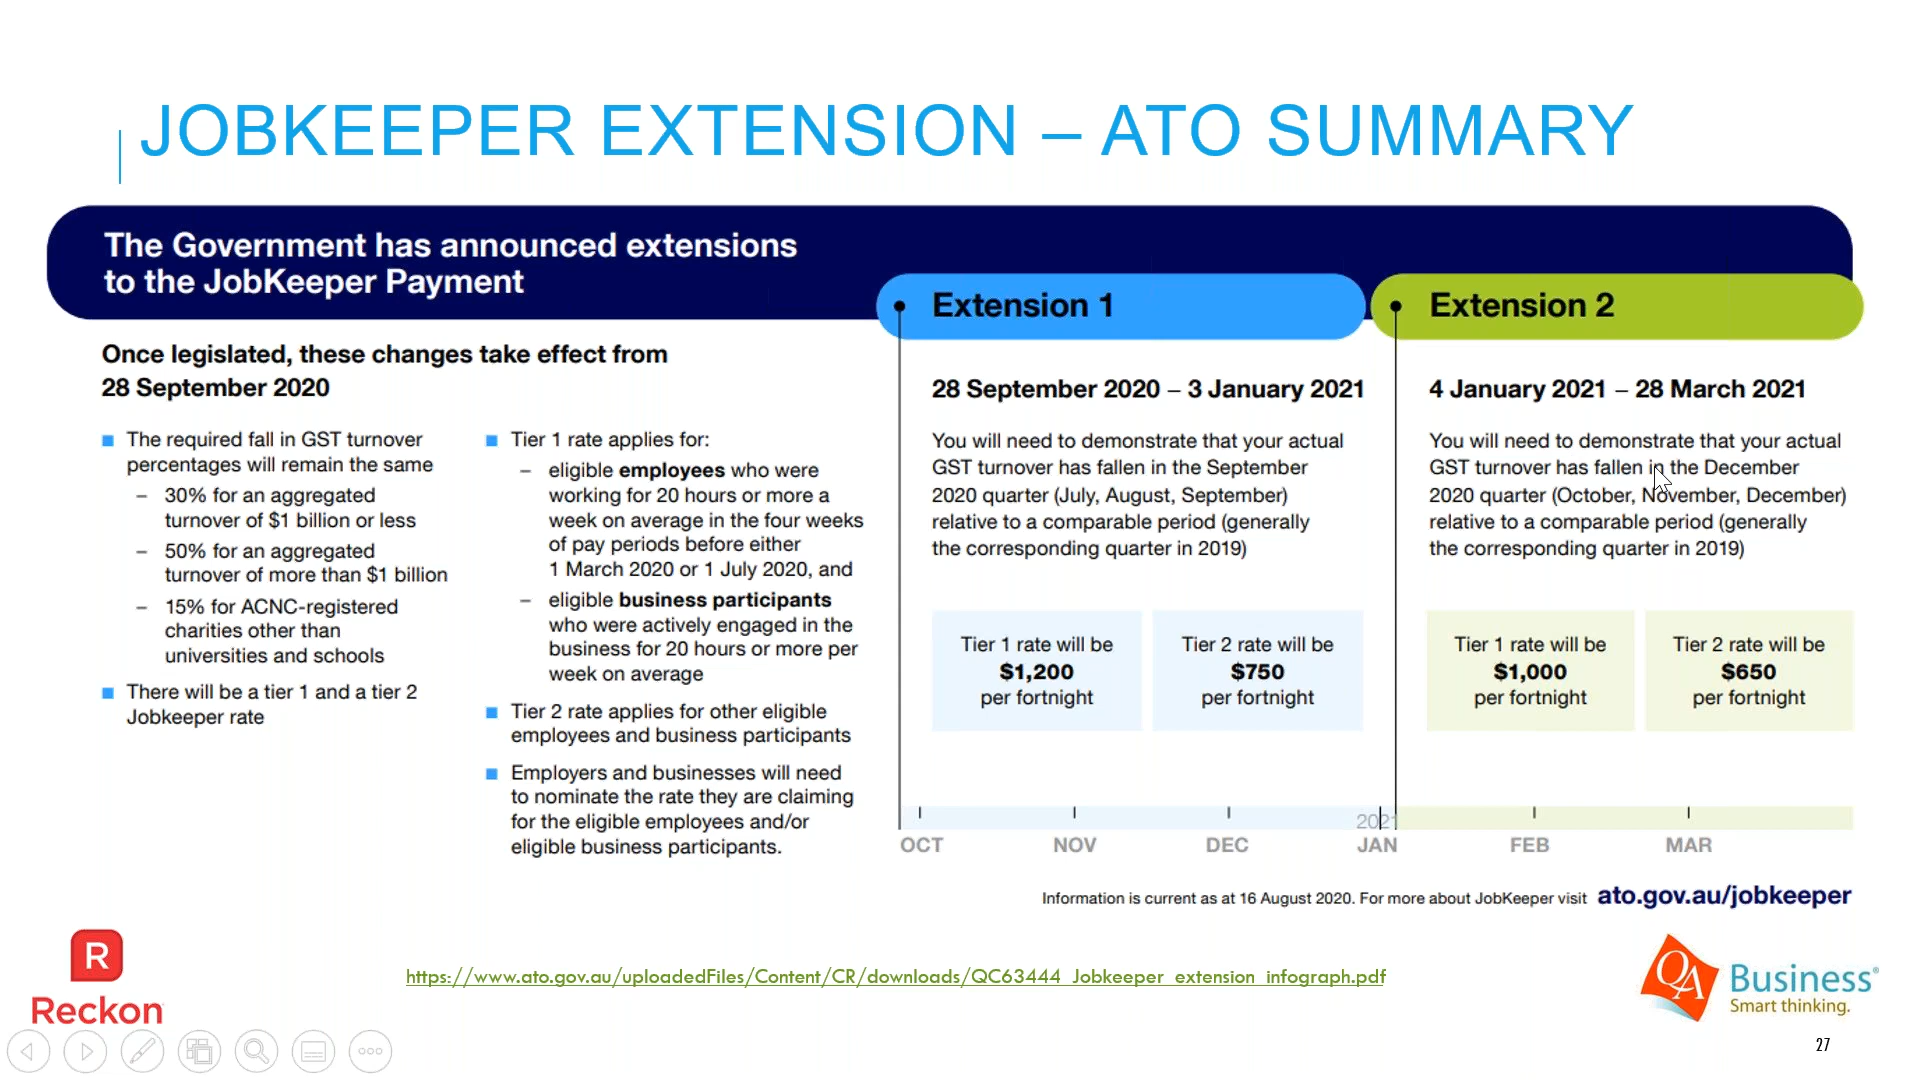 JOBKEEPER EXTENSION – ATO SUMMARY
The Government has announced extensions
to the JobKeeper Payment
Once legislated, these changes take effect from
28 September 2020
The required fall in GST turnover
percentages will remain the same
– 30% for an aggregated
turnover of $1 billion or less
– 50% for an aggregated
turnover of more than $1 billion
– 15% for ACNC-registered
charities other than
universities and schools
There will be a tier 1 and a tier 2
Jobkeeper rate
Tier 1 rate applies for:
– eligible employees who were
working for 20 hours or more a
week on average in the four weeks
of pay periods before either
1 March 2020 or 1 July 2020, and
– eligible business participants
who were actively engaged in the
business for 20 hours or more per
week on average
Tier 2 rate applies for other eligible
employees and business participants
Employers and businesses will need
to nominate the rate they are claiming
for the eligible employees and/or
eligible business participants.
Extension 1
28 September 2020 – 3 January 2021
You will need to demonstrate that your actual
GST turnover has fallen in the September
2020 quarter (July, August, September)
relative to a comparable period (generally
the corresponding quarter in 2019)
Tier 1 rate will be
$1,200
per fortnight
Tier 2 rate will be
$750
per fortnight
Extension 2
4 January 2021 – 28 March 2021
You will need to demonstrate that your actual
GST turnover has fallen in the December
2020 quarter (October, November, December)
relative to a comparable period (generally
the corresponding quarter in 2019)
Tier 1 rate will be
$1,000
per fortnight
Tier 2 rate will be
$650
per fortnight
2021
OCT NOV DEC JAN FEB MAR
Information is current as at 16 August 2020. For more about JobKeeper visit ato.gov.au/jobkeeper
https://www.ato.gov.au/uploadedFiles/Content/CR/downloads/QC63444_Jobkeeper_extension_infograph.pdf
R
Reckon
QA
Business®
Smart thinking.
27